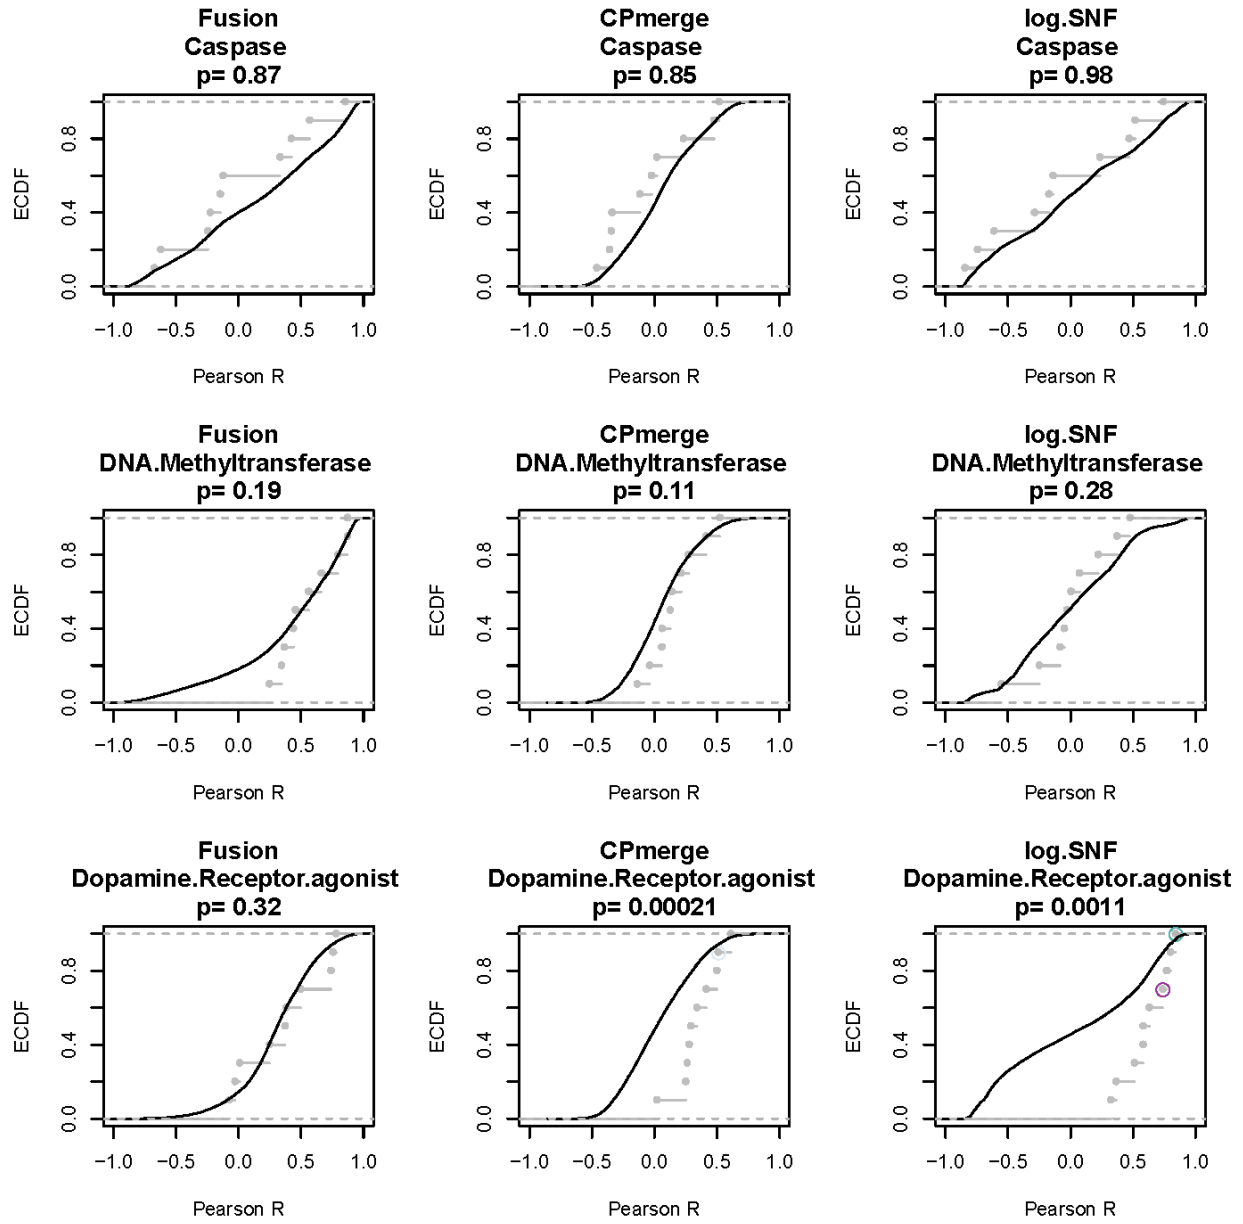 Fusion
Caspase
p= 0.87
ECDF
0.0 0.4 0.8
−1.0 −0.5 0.0 0.5 1.0
Pearson R
CPmerge
Caspase
p= 0.85
ECDF
0.0 0.4 0.8
−1.0 −0.5 0.0 0.5 1.0
Pearson R
log.SNF
Caspase
p= 0.98
ECDF
0.0 0.4 0.8
−1.0 −0.5 0.0 0.5 1.0
Pearson R
Fusion
DNA.Methyltransferase
p= 0.19
ECDF
0.0 0.4 0.8
−1.0 −0.5 0.0 0.5 1.0
Pearson R
CPmerge
DNA.Methyltransferase
p= 0.11
ECDF
0.0 0.4 0.8
−1.0 −0.5 0.0 0.5 1.0
Pearson R
log.SNF
DNA.Methyltransferase
p= 0.28
ECDF
0.0 0.4 0.8
−1.0 −0.5 0.0 0.5 1.0
Pearson R
Fusion
Dopamine.Receptor.agonist
p= 0.32
ECDF
0.0 0.4 0.8
−1.0 −0.5 0.0 0.5 1.0
Pearson R
CPmerge
Dopamine.Receptor.agonist
p= 0.00021
ECDF
0.0 0.4 0.8
−1.0 −0.5 0.0 0.5 1.0
Pearson R
log.SNF
Dopamine.Receptor.agonist
p= 0.0011
ECDF
0.0 0.4 0.8
−1.0 −0.5 0.0 0.5 1.0
Pearson R